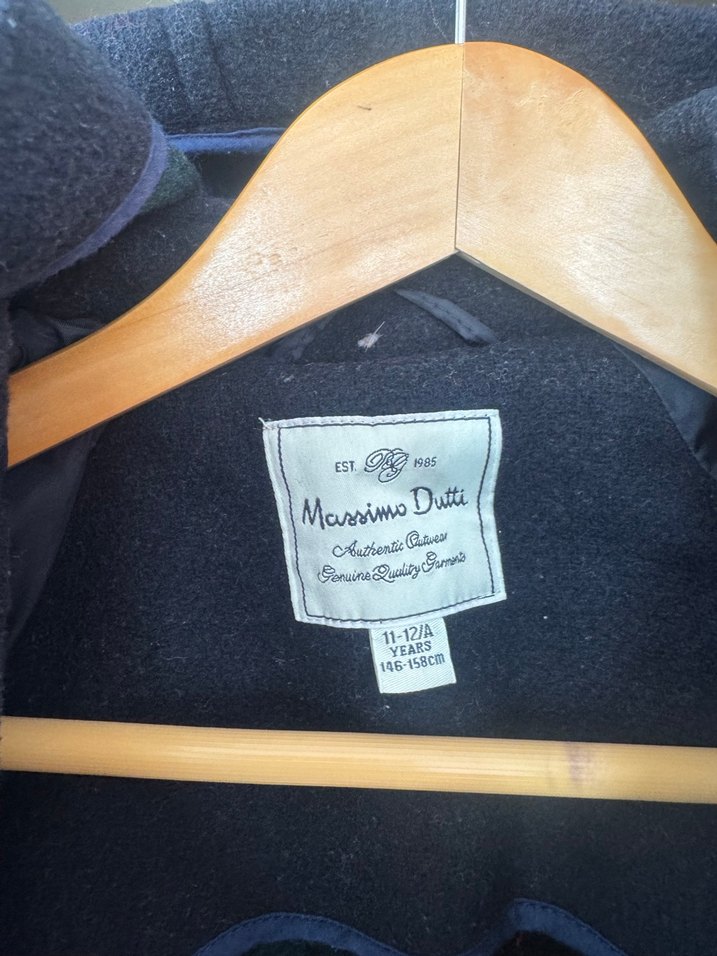 EST. B&G 1985
Massimo Dutti
Authentic Outwear
Genuine Quality Garments
11-12/A
YEARS
146-158cm